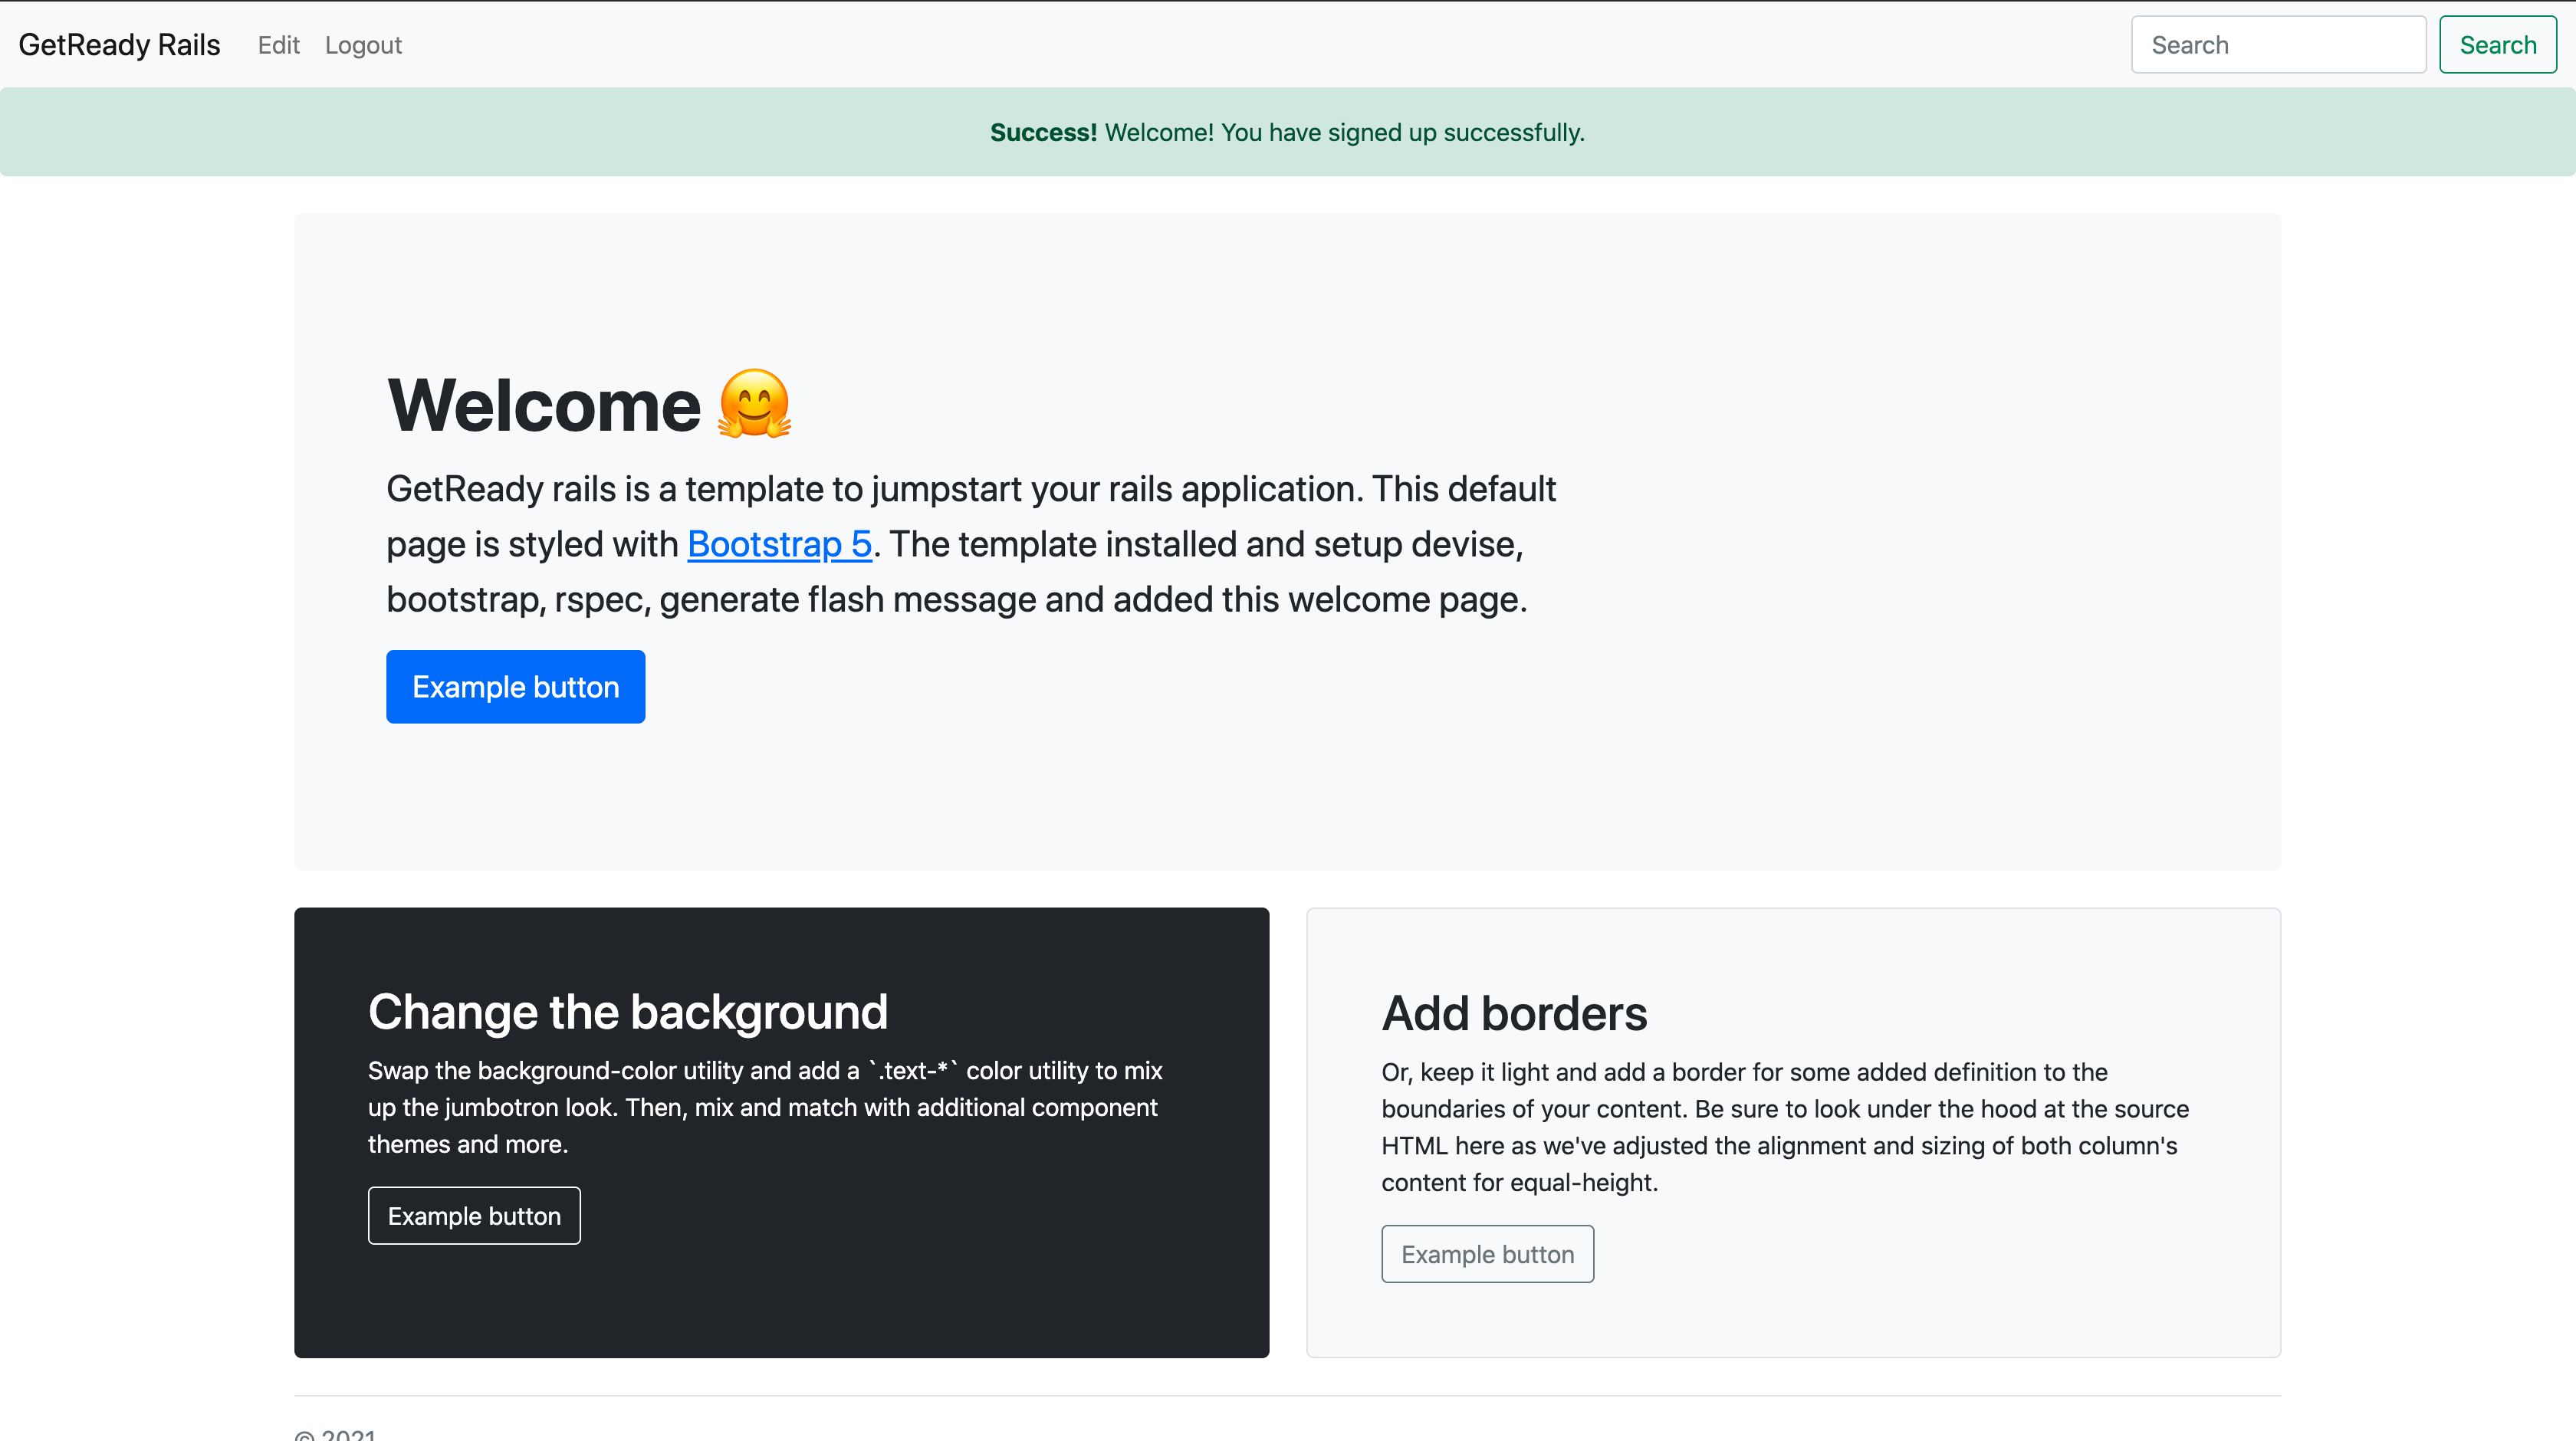 GetReady Rails Edit Logout Search Search
Success! Welcome! You have signed up successfully.
Welcome 🤗
GetReady rails is a template to jumpstart your rails application. This default
page is styled with Bootstrap 5. The template installed and setup devise,
bootstrap, rspec, generate flash message and added this welcome page.
Example button
Change the background
Swap the background-color utility and add a `.text-*` color utility to mix
up the jumbotron look. Then, mix and match with additional component
themes and more.
Example button
Add borders
Or, keep it light and add a border for some added definition to the
boundaries of your content. Be sure to look under the hood at the source
HTML here as we've adjusted the alignment and sizing of both column's
content for equal-height.
Example button
© 2021